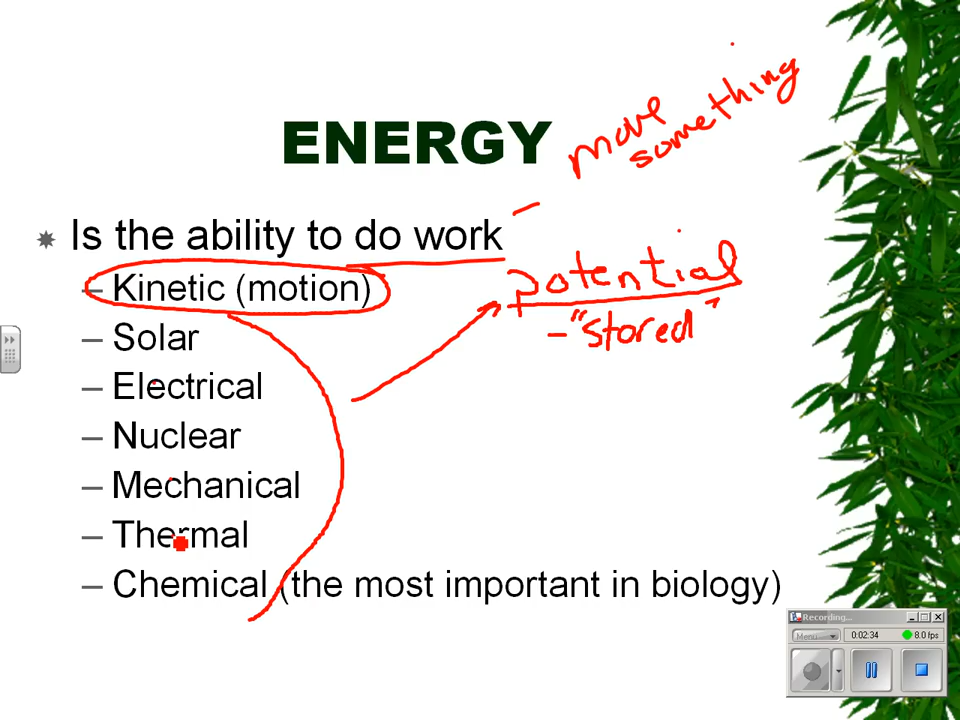 ENERGY
move
something
Is the ability to do work
– Kinetic (motion)
potential
- "stored"
– Solar
– Electrical
– Nuclear
– Mechanical
– Thermal
– Chemical (the most important in biology)
Recording...
Menu
0:02:34
8.0 fps